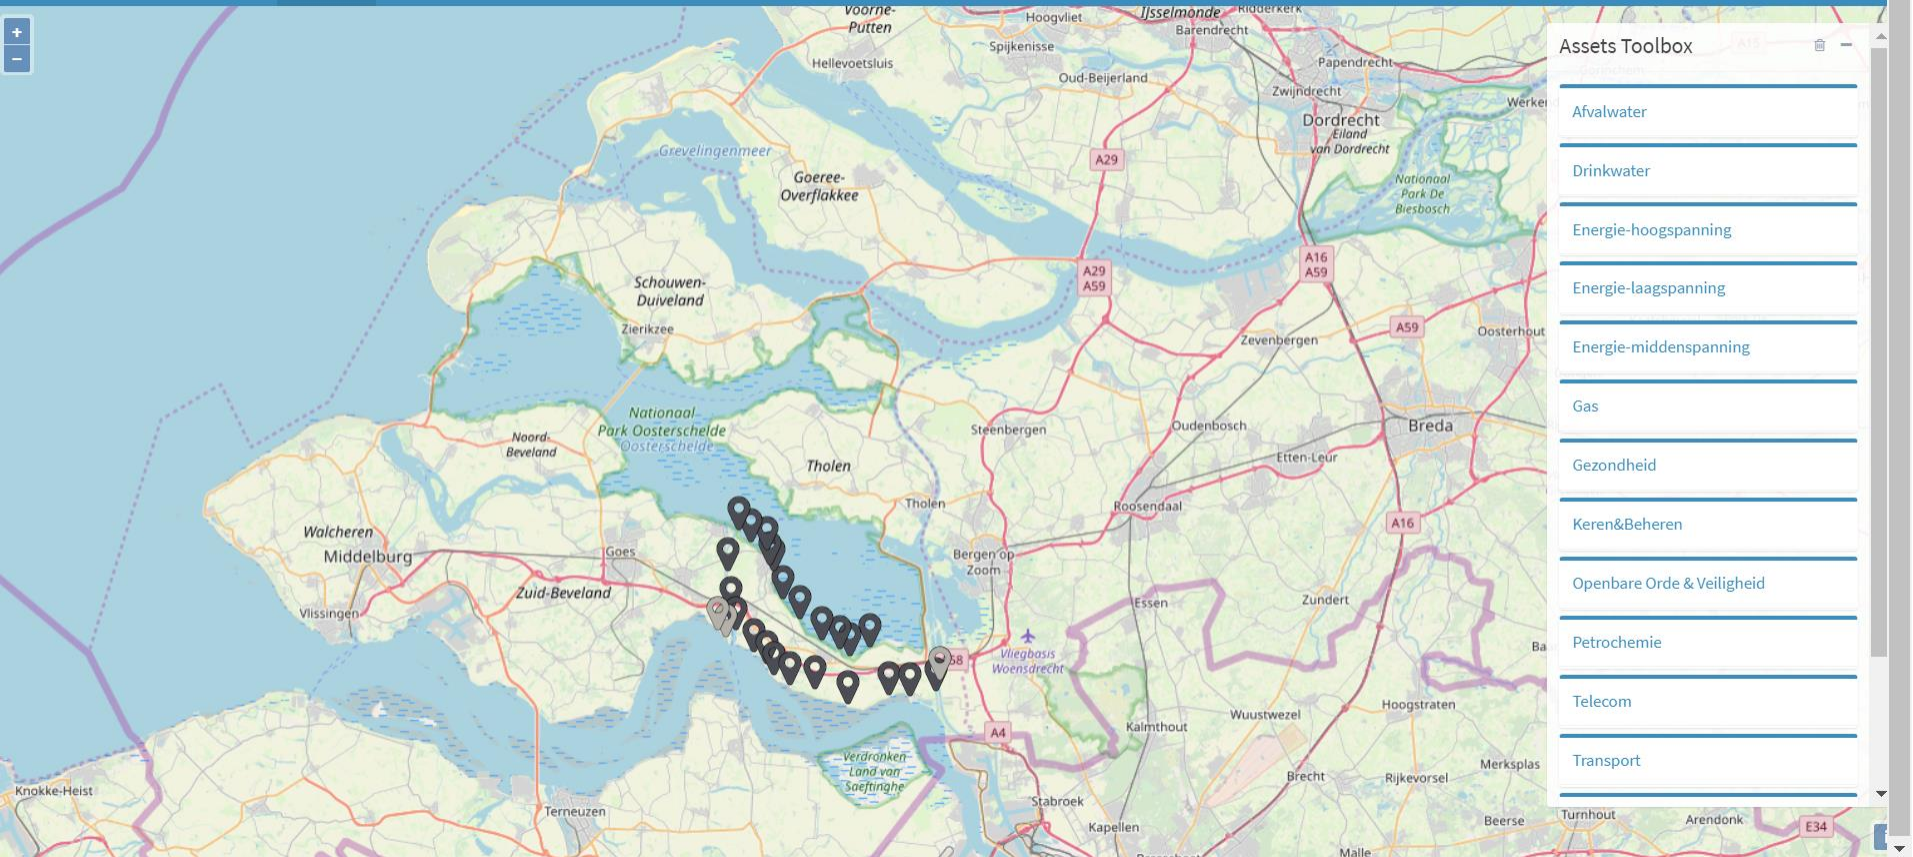 +
−
Voorne-
Putten
Hoogvliet
IJsselmonde
Ridderkerk
Barendrecht
Spijkenisse
Hellevoetsluis
Oud-Beijerland
Papendrecht
Zwijndrecht
Dordrecht
Eiland
van Dordrecht
A29
Grevelingenmeer
Goeree-
Overflakkee
Nationaal
Park De
Biesbosch
A29
A59
A16
A59
Schouwen-
Duiveland
Zierikzee
A59
Oosterhout
Zevenbergen
Nationaal
Park Oosterschelde
Oosterschelde
Noord-
Beveland
Tholen
Steenbergen
Oudenbosch
Breda
Etten-Leur
Tholen
Roosendaal
A16
Walcheren
Middelburg
Goes
Bergen op
Zoom
Zuid-Beveland
Vlissingen
Essen
Zundert
58
Vliegbasis
Woensdrecht
Hoogstraten
Wuustwezel
Kalmthout
A4
Verdronken
Land van
Saeftinghe
Brecht
Rijkevorsel
Merksplas
Knokke-Heist
Terneuzen
Stabroek
Kapellen
Beerse
Turnhout
Arendonk
E34
Malle
Assets Toolbox
A15
Afvalwater
Drinkwater
Energie-hoogspanning
Energie-laagspanning
Energie-middenspanning
Gas
Gezondheid
Keren&Beheren
Openbare Orde & Veiligheid
Petrochemie
Telecom
Transport